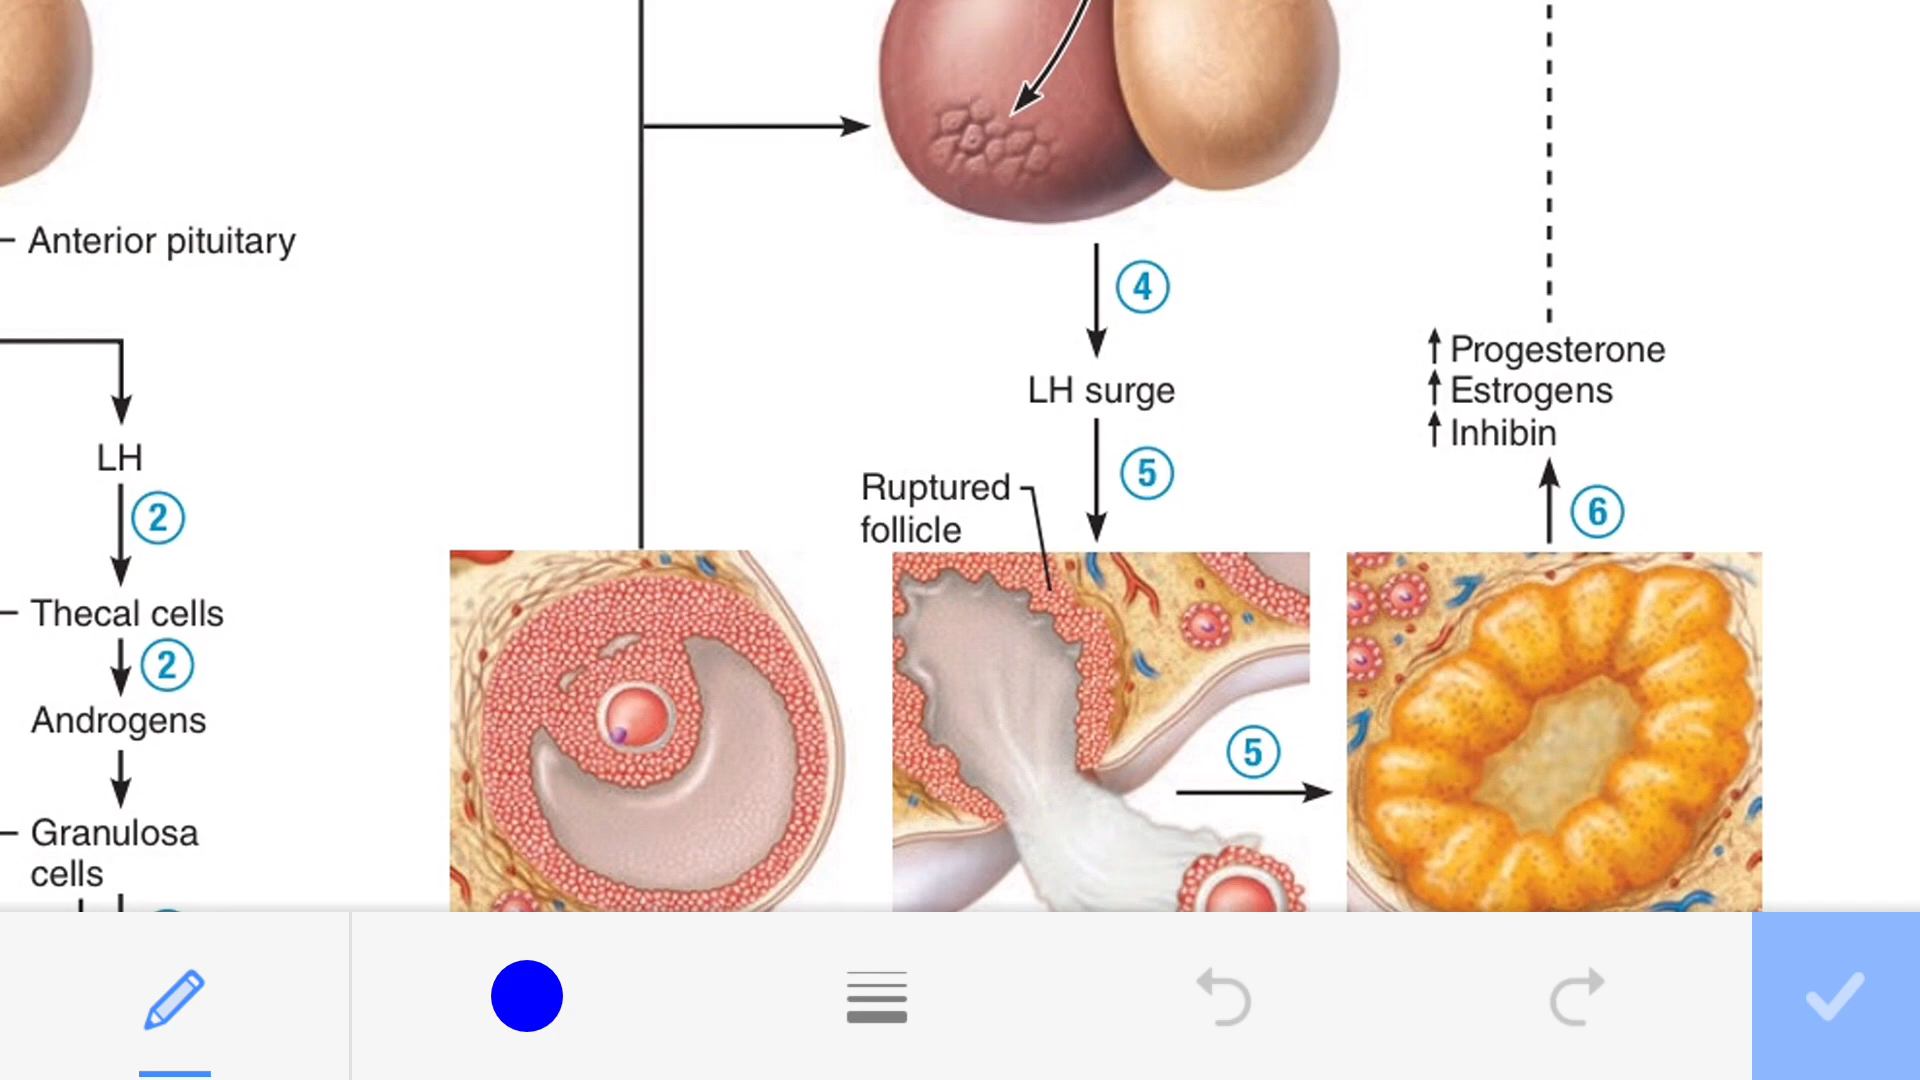 Anterior pituitary
LH
2
Thecal cells
2
Androgens
Granulosa
cells
4
LH surge
5
Ruptured
follicle
5
Progesterone
Estrogens
Inhibin
6